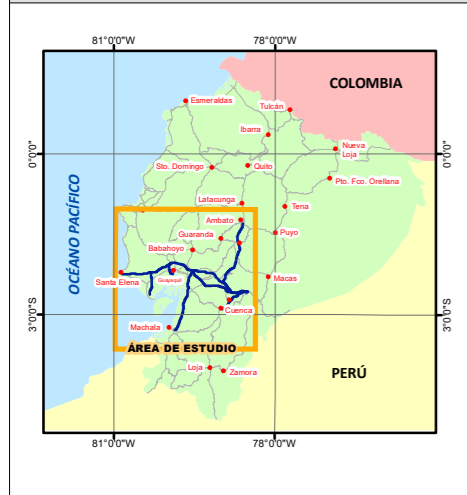 81°0'0"W 78°0'0"W
COLOMBIA
Esmeraldas
Tulcán
Ibarra
Nueva
Loja
0°0'0"
0°0'0"
Sto. Domingo
Quito
Pto. Fco. Orellana
OCÉANO PACÍFICO
Latacunga
Tena
Ambato
Guaranda
Puyo
Babahoyo
Santa Elena
Guayaquil
Macas
3°0'0"S
3°0'0"S
Cuenca
Machala
ÁREA DE ESTUDIO
Loja
Zamora
PERÚ
81°0'0"W 78°0'0"W